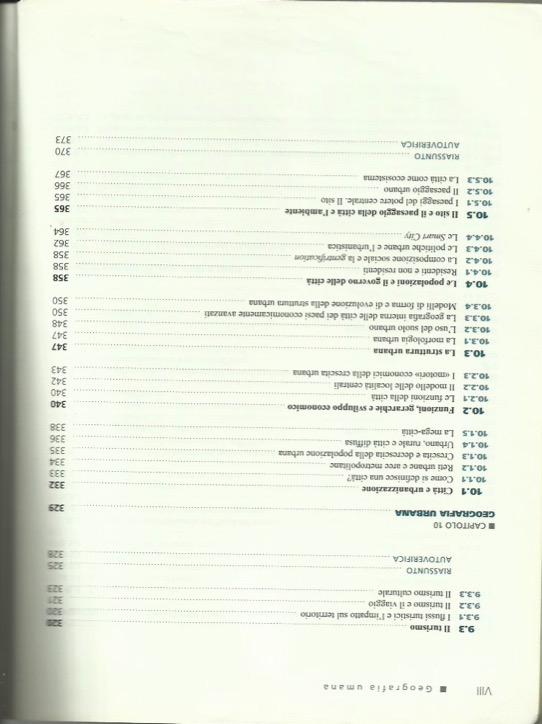 VIII ■ Geografia umana
9.3 Il turismo 320
9.3.1 I flussi turistici e l'impatto sul territorio 320
9.3.2 Il turismo e il viaggio 321
9.3.3 Il turismo culturale 323
RIASSUNTO 325
AUTOVERIFICA 328
■ CAPITOLO 10
GEOGRAFIA URBANA 329
10.1 Città e urbanizzazione 332
10.1.1 Come si definisce una città? 333
10.1.2 Reti urbane e aree metropolitane 334
10.1.3 Crescita e decrescita della popolazione urbana 335
10.1.4 Urbano, rurale e città diffusa 336
10.1.5 La mega-città 338
10.2 Funzioni, gerarchie e sviluppo economico 340
10.2.1 Le funzioni della città 340
10.2.2 Il modello delle località centrali 342
10.2.3 I «motori» economici della crescita urbana 343
10.3 La struttura urbana 347
10.3.1 La morfologia urbana 347
10.3.2 L'uso del suolo urbano 348
10.3.3 La geografia interna delle città dei paesi economicamente avanzati 350
10.3.4 Modelli di forma e di evoluzione della struttura urbana 350
10.4 Le popolazioni e il governo delle città 358
10.4.1 Residenti e non residenti 358
10.4.2 La composizione sociale e la gentrification 358
10.4.3 Le politiche urbane e l'urbanistica 362
10.4.4 Le Smart City 364
10.5 Il sito e il paesaggio della città e l'ambiente 365
10.5.1 I paesaggi del potere centrale. Il sito 365
10.5.2 Il paesaggio urbano 366
10.5.3 La città come ecosistema 367
RIASSUNTO 370
AUTOVERIFICA 373